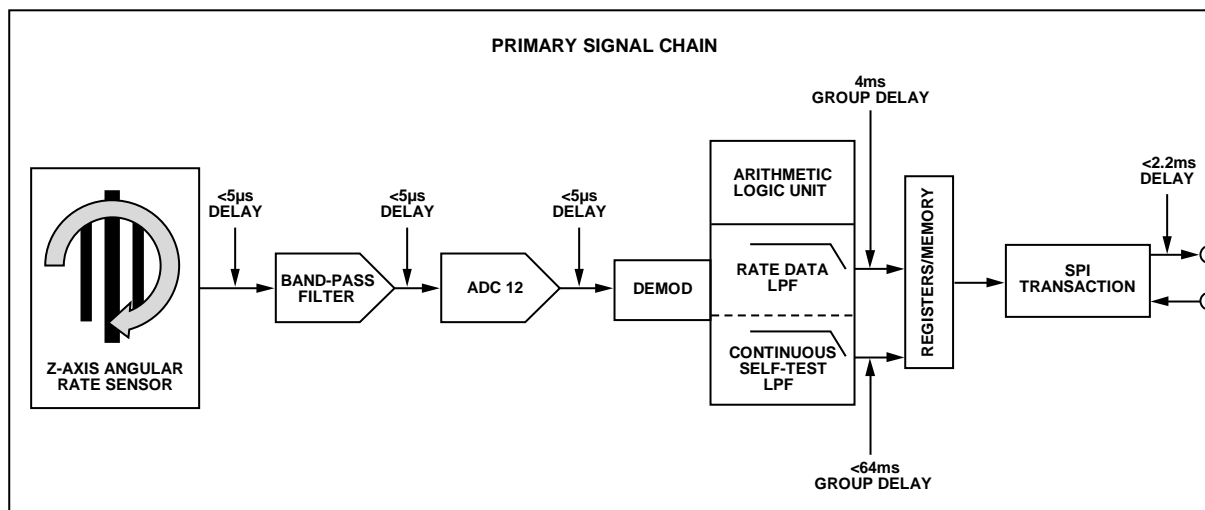 PRIMARY SIGNAL CHAIN
4ms
GROUP DELAY
<5µs
DELAY
<5µs
DELAY
<5µs
DELAY
ARITHMETIC
LOGIC UNIT
<2.2ms
DELAY
BAND-PASS
FILTER
ADC 12
DEMOD
RATE DATA
LPF
REGISTERS/MEMORY
SPI
TRANSACTION
Z-AXIS ANGULAR
RATE SENSOR
CONTINUOUS
SELF-TEST
LPF
<64ms
GROUP DELAY